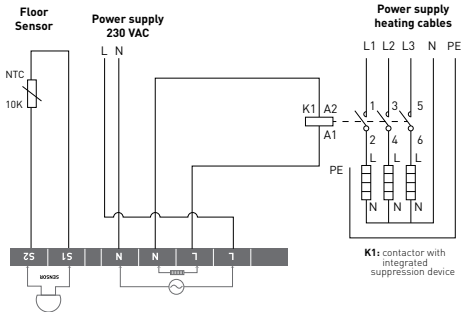 Floor
Sensor
Power supply
230 VAC
Power supply
heating cables
L N
L1 L2 L3 N PE
NTC
10K
K1 A2
A1
1 3 5
2 4 6
L L L
PE
N N N
K1: contactor with
integrated
suppression device
S2 S1 N N L L
SENSOR